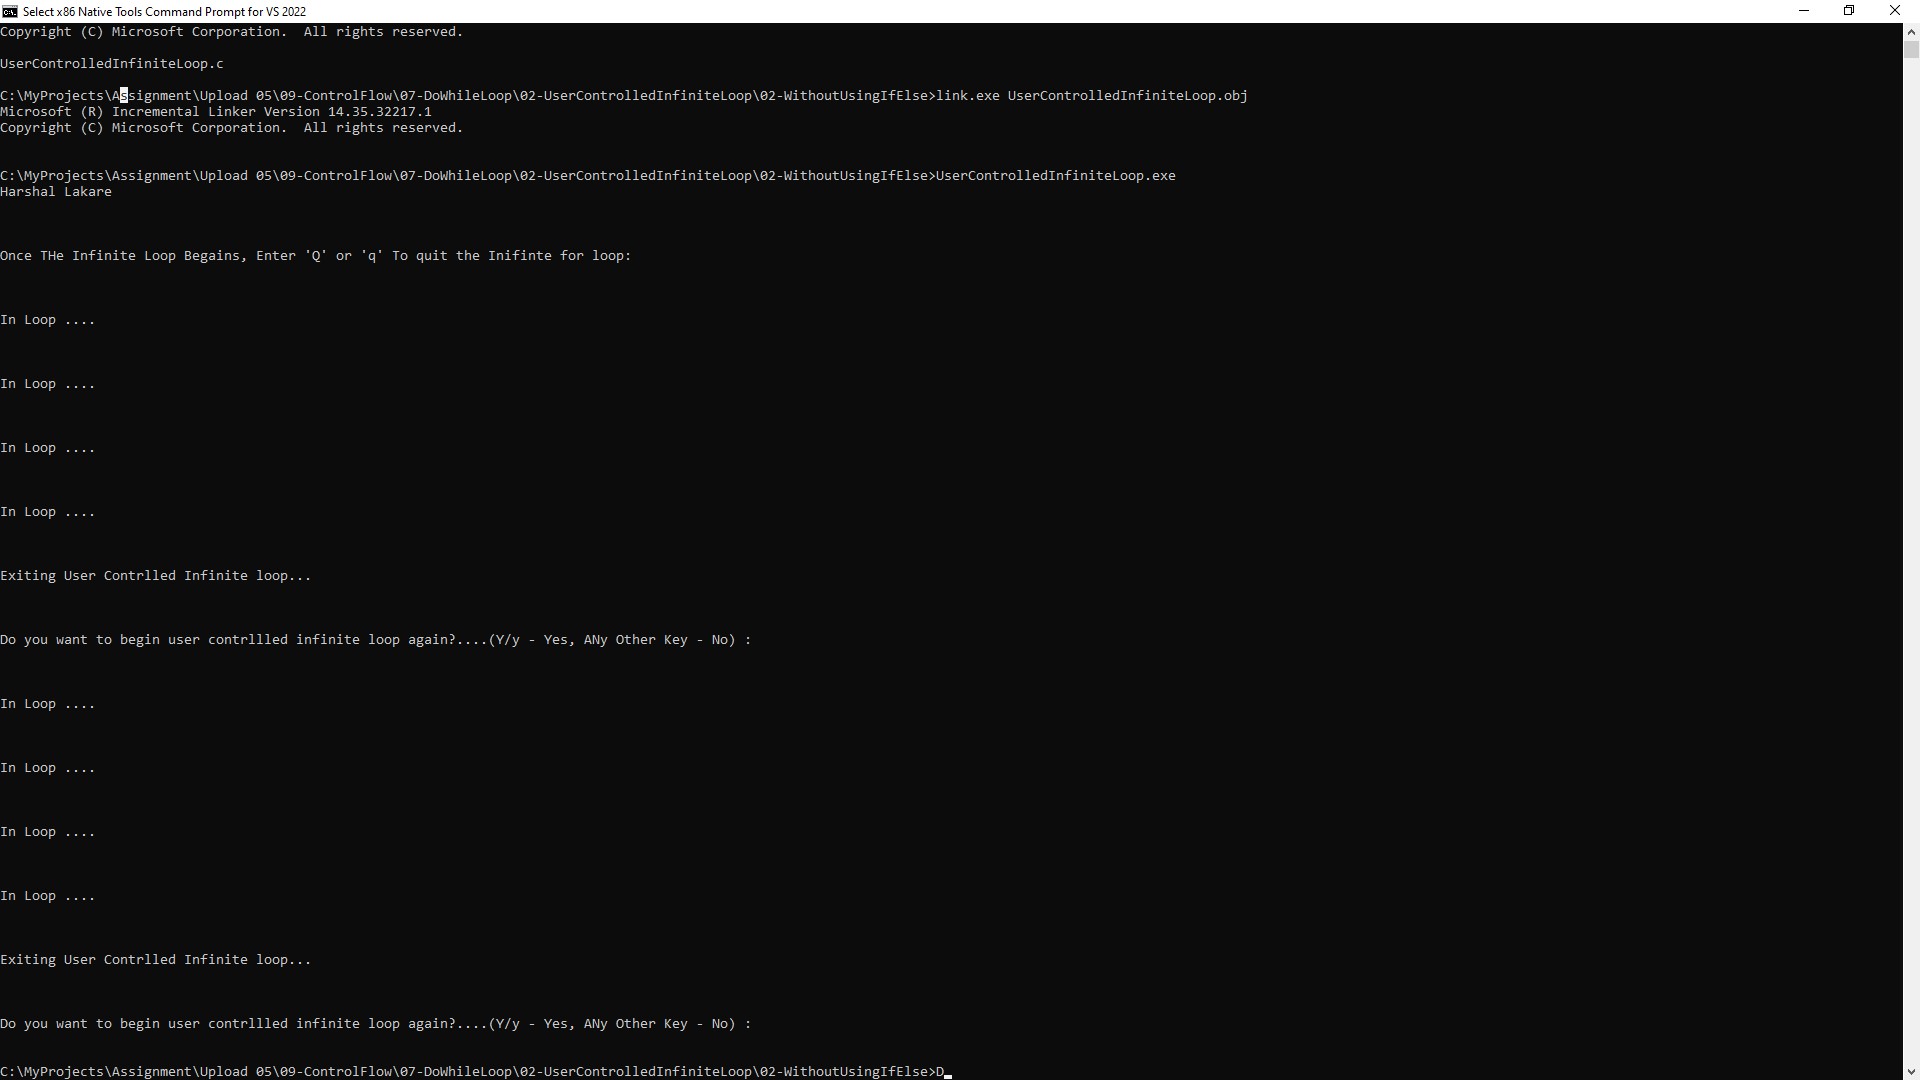 Select x86 Native Tools Command Prompt for VS 2022
Copyright (C) Microsoft Corporation.  All rights reserved.
UserControlledInfiniteLoop.c
C:\MyProjects\Assignment\Upload 05\09-ControlFlow\07-DoWhileLoop\02-UserControlledInfiniteLoop\02-WithoutUsingIfElse>link.exe UserControlledInfiniteLoop.obj
Microsoft (R) Incremental Linker Version 14.35.32217.1
Copyright (C) Microsoft Corporation.  All rights reserved.
C:\MyProjects\Assignment\Upload 05\09-ControlFlow\07-DoWhileLoop\02-UserControlledInfiniteLoop\02-WithoutUsingIfElse>UserControlledInfiniteLoop.exe
Harshal Lakare
Once THe Infinite Loop Begains, Enter 'Q' or 'q' To quit the Inifinte for loop:
In Loop ....
In Loop ....
In Loop ....
In Loop ....
Exiting User Contrlled Infinite loop...
Do you want to begin user contrllled infinite loop again?....(Y/y - Yes, ANy Other Key - No) :
In Loop ....
In Loop ....
In Loop ....
In Loop ....
Exiting User Contrlled Infinite loop...
Do you want to begin user contrllled infinite loop again?....(Y/y - Yes, ANy Other Key - No) :
C:\MyProjects\Assignment\Upload 05\09-ControlFlow\07-DoWhileLoop\02-UserControlledInfiniteLoop\02-WithoutUsingIfElse>D